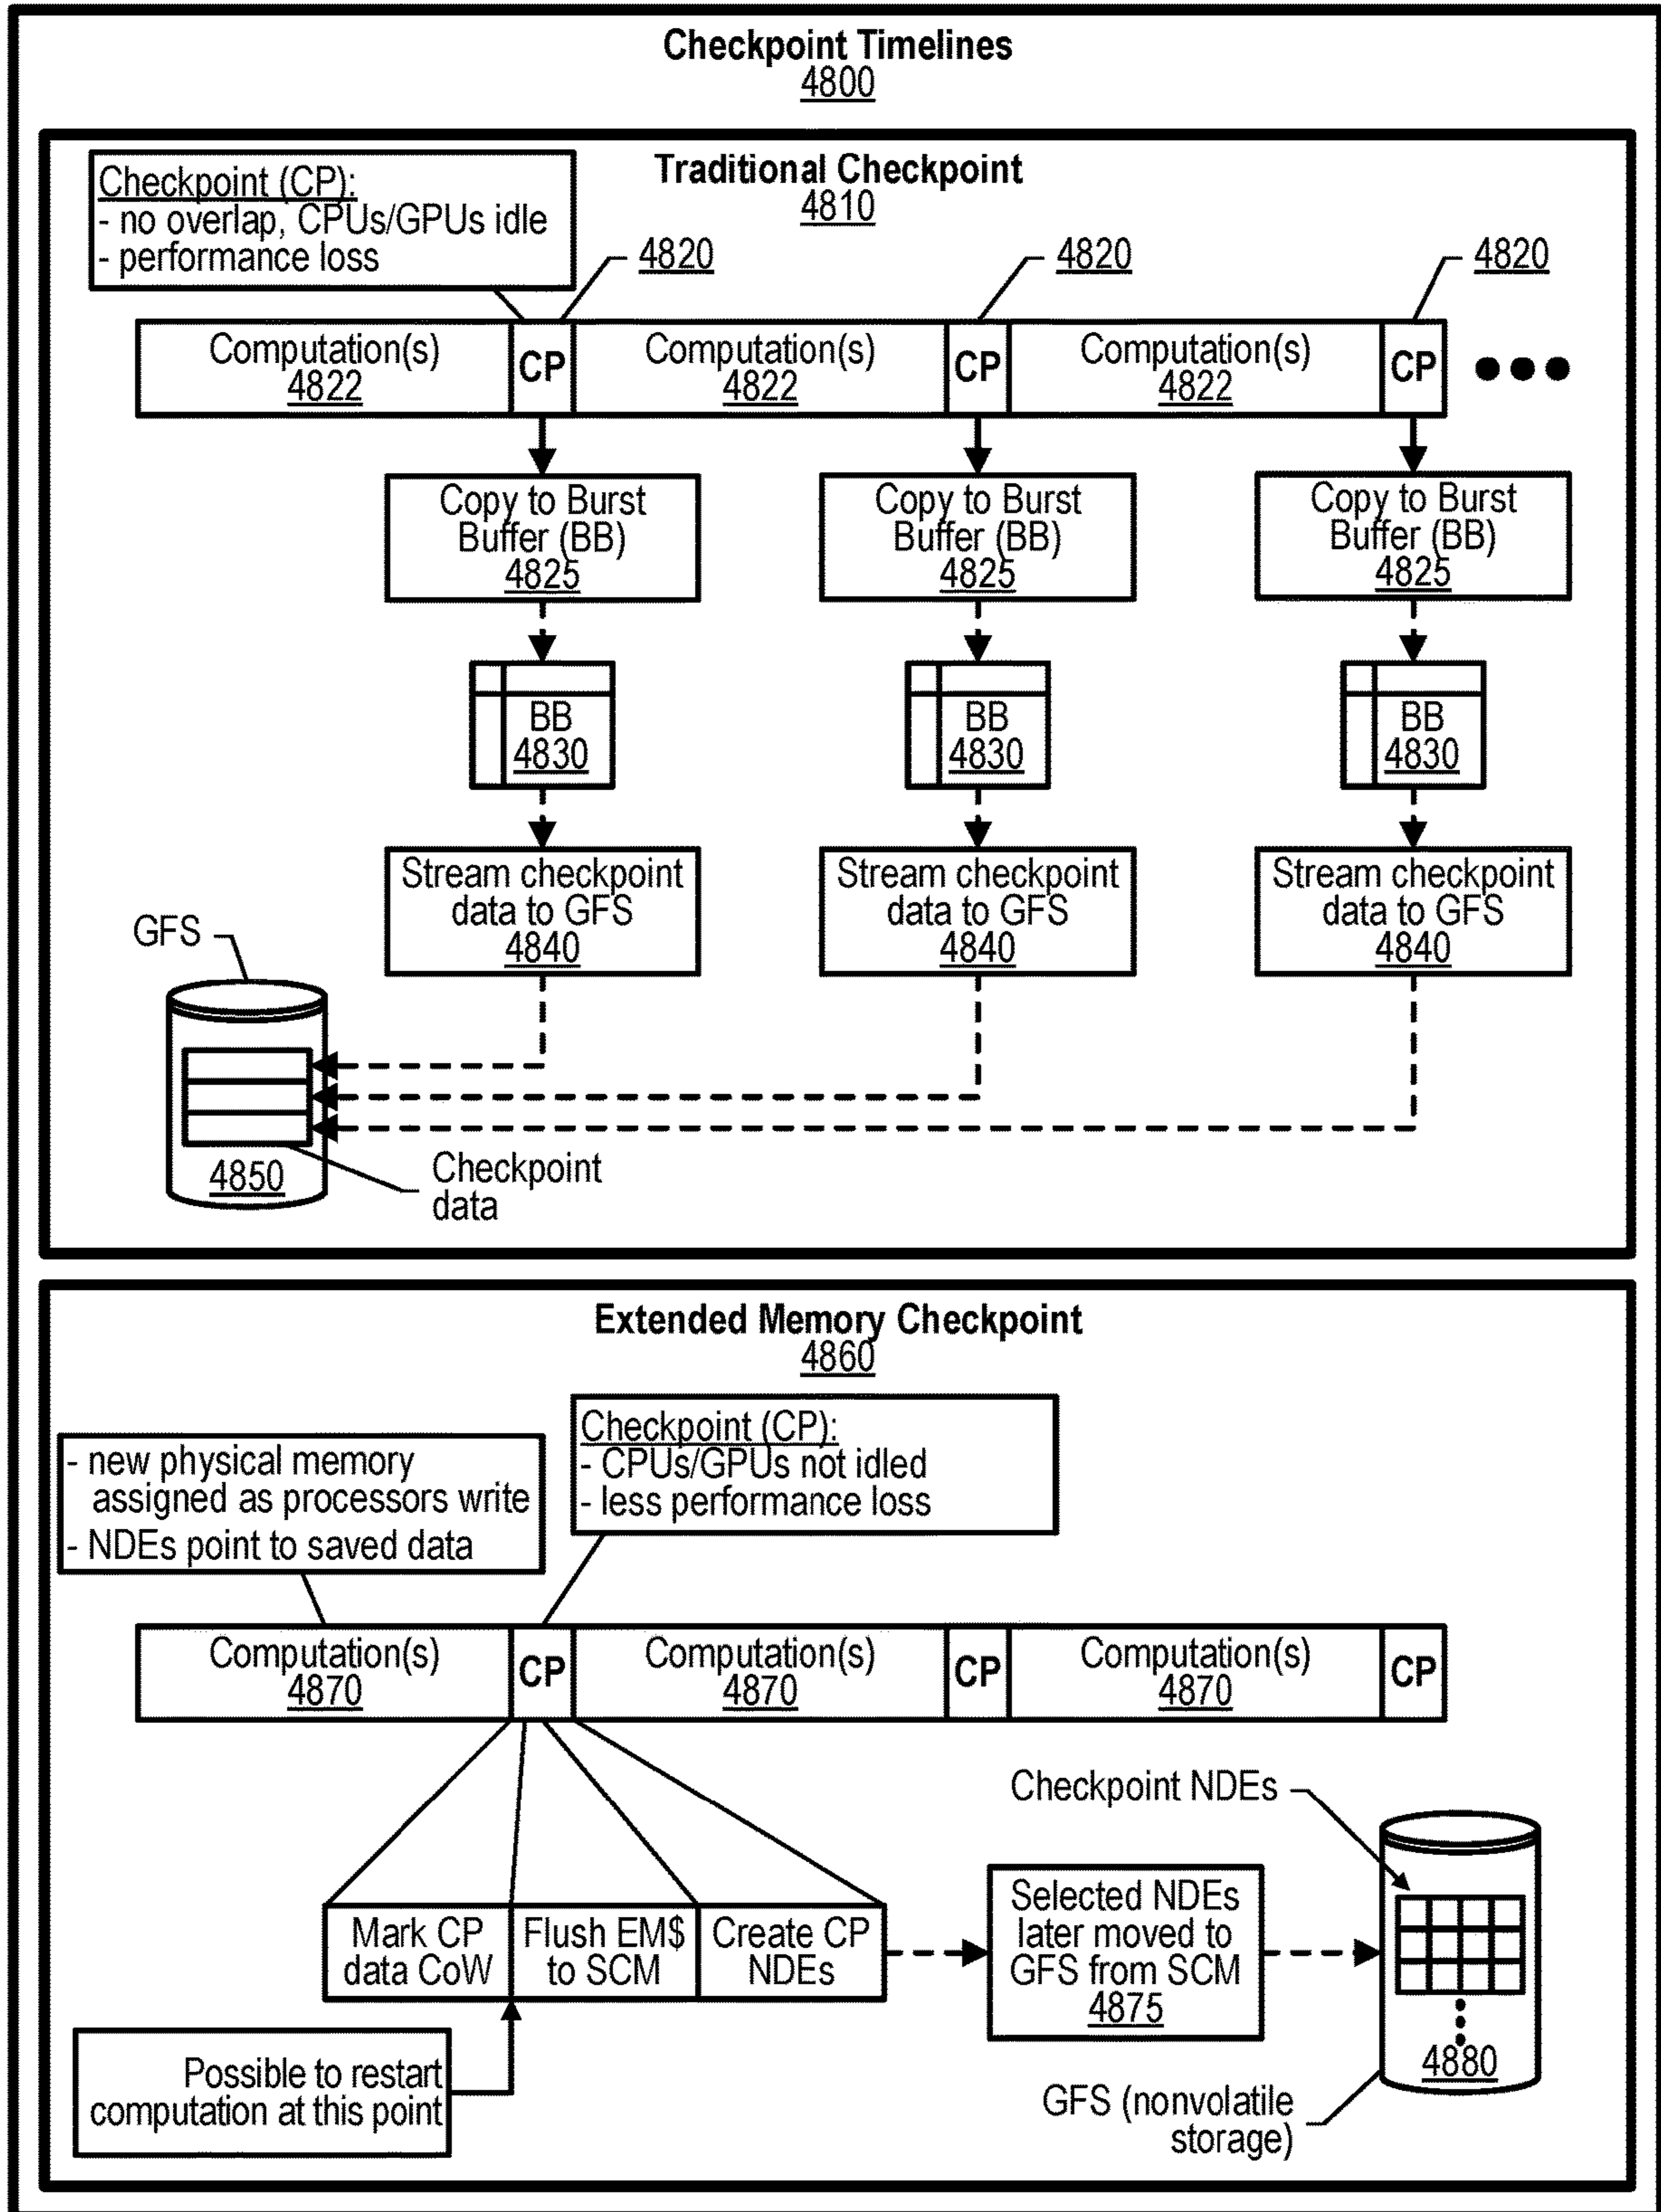 Checkpoint Timelines
4800
Traditional Checkpoint
4810
Checkpoint (CP):
- no overlap, CPUs/GPUs idle
- performance loss
4820
4820
4820
Computation(s)
4822
CP
Computation(s)
4822
CP
Computation(s)
4822
CP
Copy to Burst
Buffer (BB)
4825
Copy to Burst
Buffer (BB)
4825
Copy to Burst
Buffer (BB)
4825
BB
4830
BB
4830
BB
4830
Stream checkpoint
data to GFS
4840
Stream checkpoint
data to GFS
4840
Stream checkpoint
data to GFS
4840
GFS
4850
Checkpoint
data
Extended Memory Checkpoint
4860
- new physical memory
assigned as processors write
- NDEs point to saved data
Checkpoint (CP):
- CPUs/GPUs not idled
- less performance loss
Computation(s)
4870
CP
Computation(s)
4870
CP
Computation(s)
4870
CP
Mark CP
data CoW
Flush EM$
to SCM
Create CP
NDEs
Possible to restart
computation at this point
Selected NDEs
later moved to
GFS from SCM
4875
Checkpoint NDEs
4880
GFS (nonvolatile
storage)